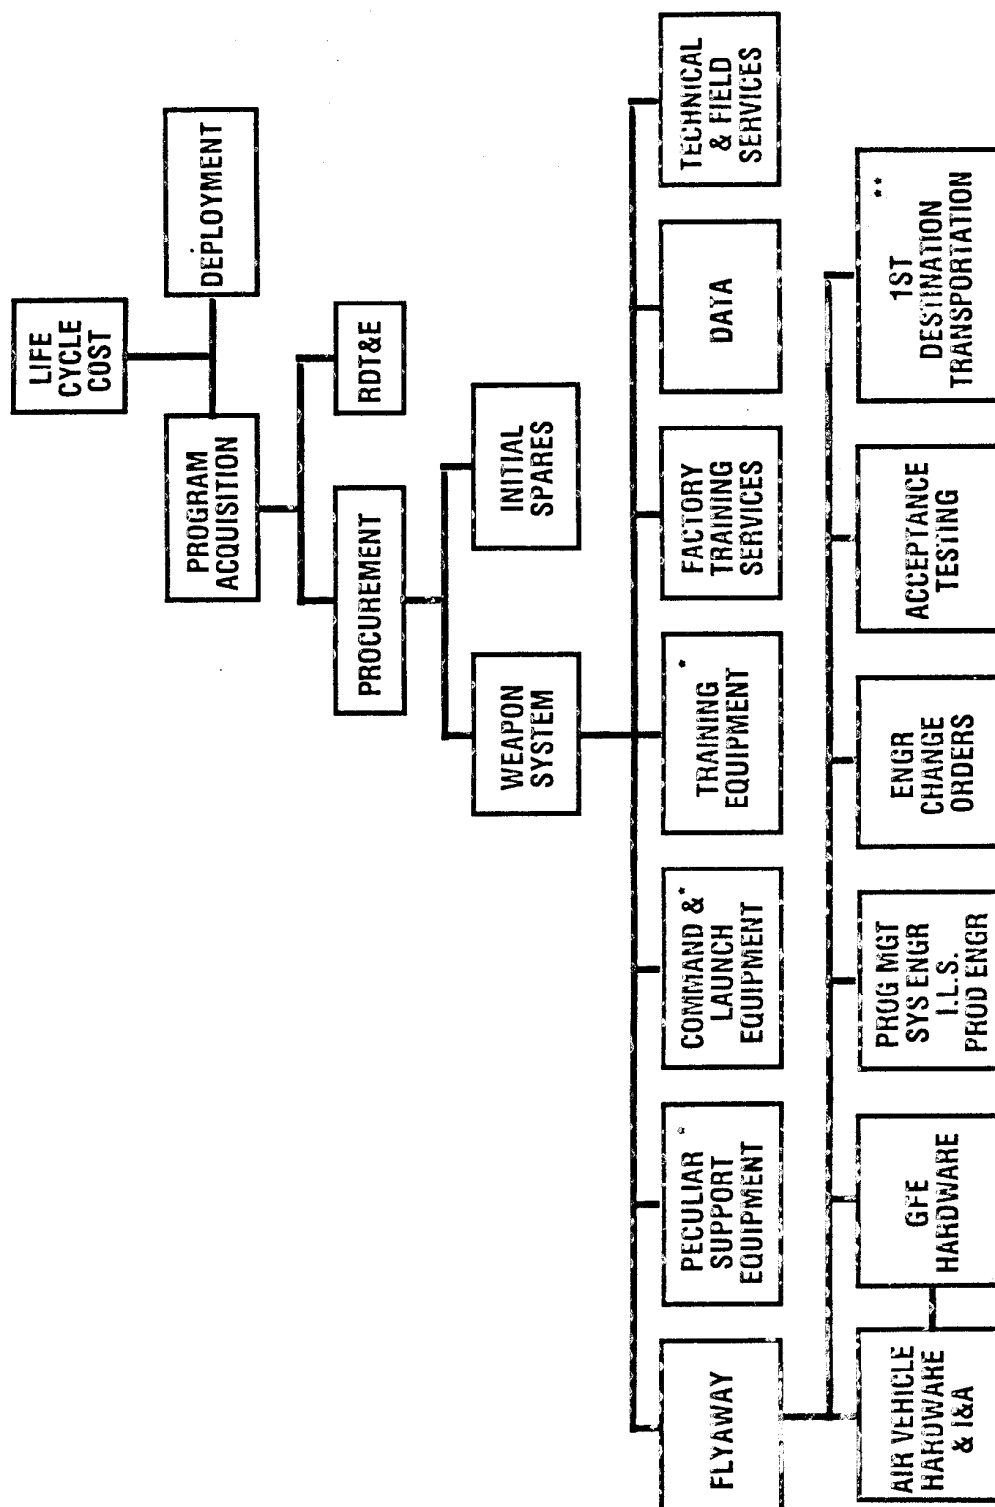 LIFE
CYCLE
COST
PROGRAM
ACQUISITION
DEPLOYMENT
PROCUREMENT
RDT&E
WEAPON
SYSTEM
INITIAL
SPARES
FLYAWAY
PECULIAR *
SUPPORT
EQUIPMENT
COMMAND &*
LAUNCH
EQUIPMENT
TRAINING *
EQUIPMENT
FACTORY
TRAINING
SERVICES
DATA
TECHNICAL
& FIELD
SERVICES
AIR VEHICLE
HARDWARE
& I&A
GFE
HARDWARE
PROG MGT
SYS ENGR
I.L.S.
PROD ENGR
ENGR
CHANGE
ORDERS
ACCEPTANCE
TESTING
1ST **
DESTINATION
TRANSPORTATION